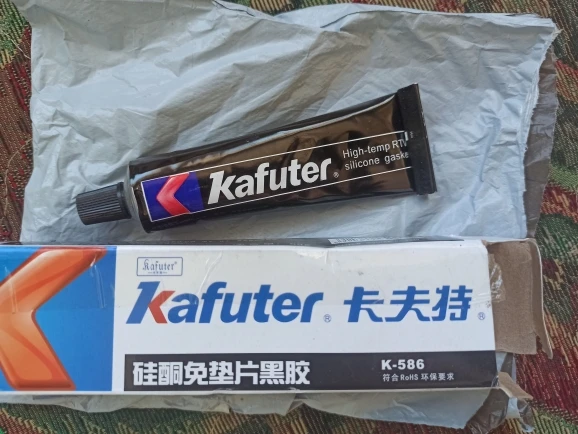 High-temp RTV
Kafuter® silicone gaske
Kafuter®
Kafuter® 卡夫特®
硅酮免垫片黑胶
K-586
符合RoHS环保要求